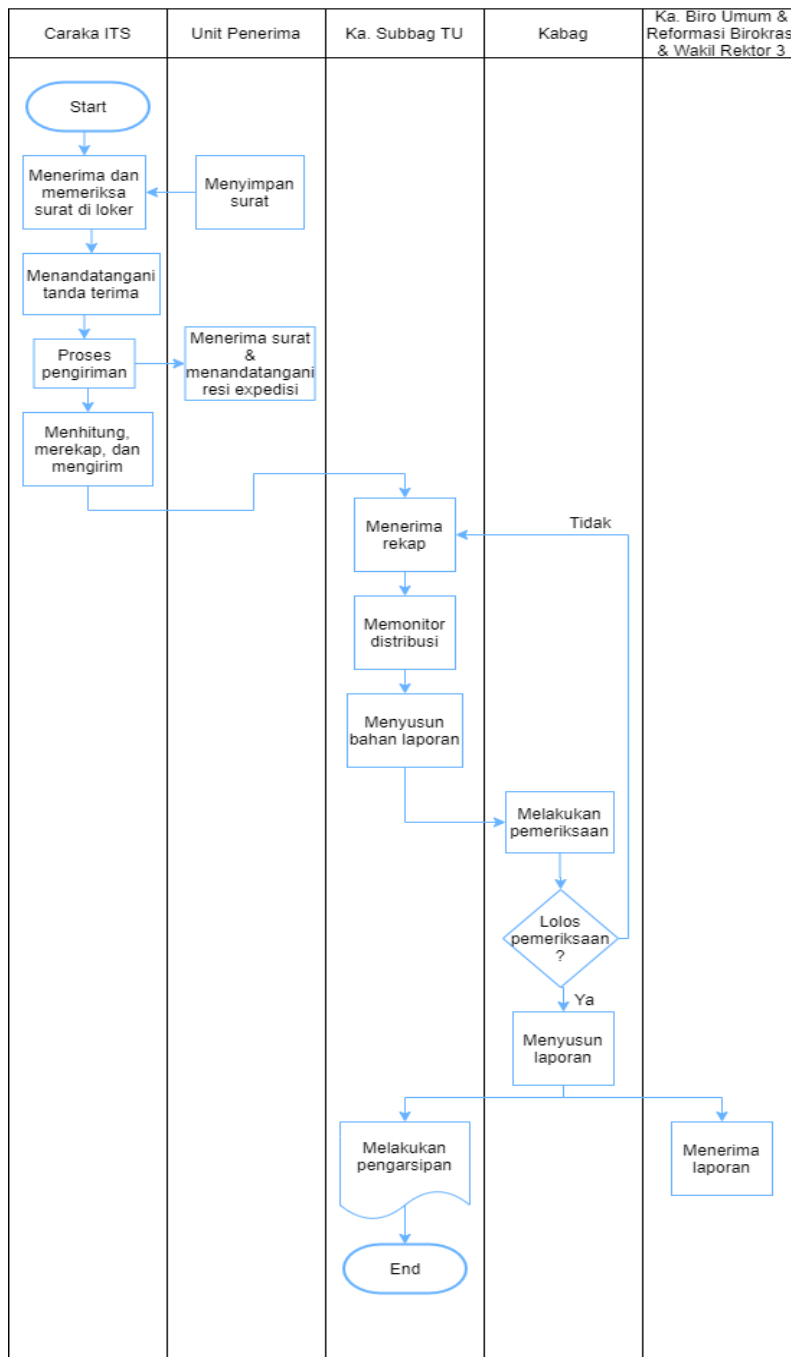 Caraka ITS
Unit Penerima
Ka. Subbag TU
Kabag
Ka. Biro Umum &
Reformasi Birokras
& Wakil Rektor 3
Start
Menerima dan
memeriksa
surat di loker
Menyimpan
surat
Menandatangani
tanda terima
Proses
pengiriman
Menerima surat
&
menandatangani
resi expedisi
Menhitung,
merekap, dan
mengirim
Menerima
rekap
Tidak
Memonitor
distribusi
Menyusun
bahan laporan
Melakukan
pemeriksaan
Lolos
pemeriksaan
?
Ya
Menyusun
laporan
Melakukan
pengarsipan
Menerima
laporan
End